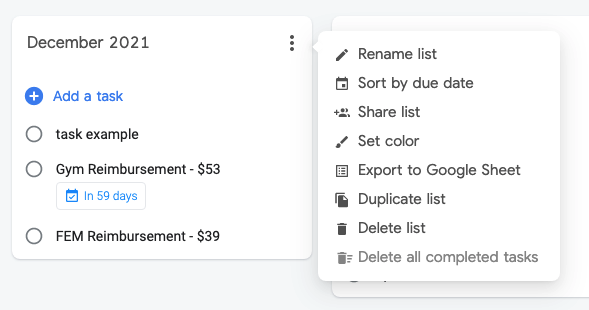 December 2021
Add a task
task example
Gym Reimbursement - $53
In 59 days
FEM Reimbursement - $39
Rename list
Sort by due date
Share list
Set color
Export to Google Sheet
Duplicate list
Delete list
Delete all completed tasks